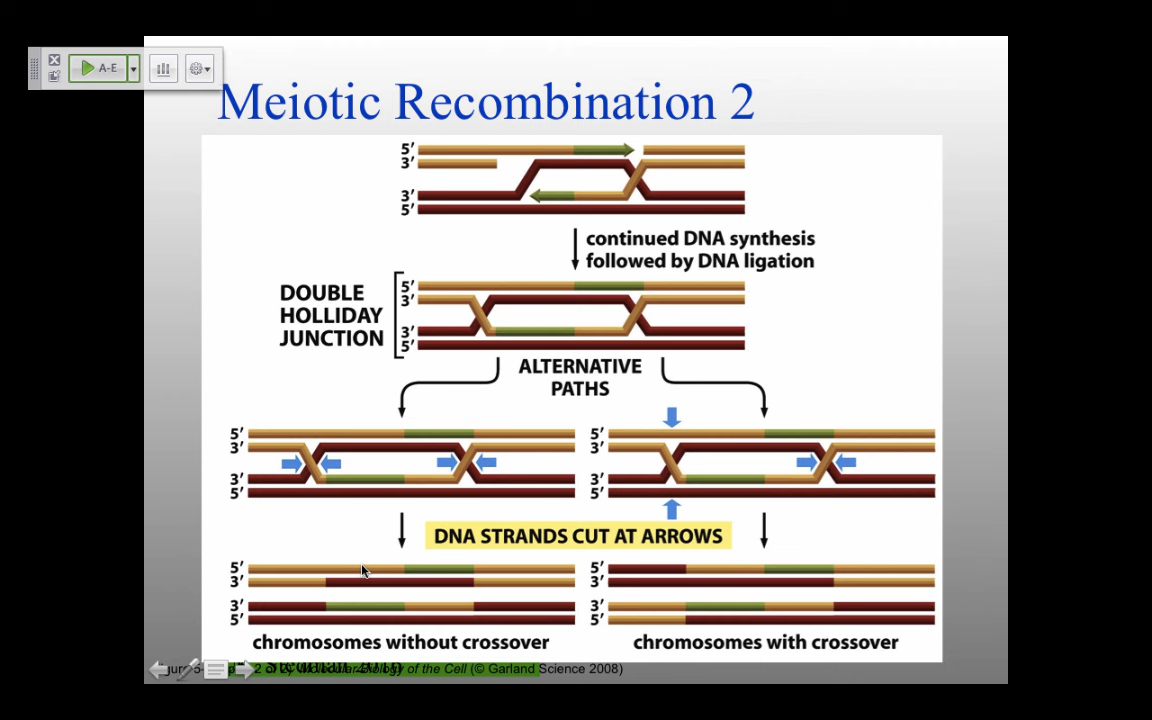 A-E
Meiotic Recombination 2
5′
3′
3′
5′
continued DNA synthesis
followed by DNA ligation
DOUBLE
HOLLIDAY
JUNCTION
5′
3′
3′
5′
ALTERNATIVE
PATHS
5′
3′
3′
5′
5′
3′
3′
5′
DNA STRANDS CUT AT ARROWS
5′
3′
3′
5′
chromosomes without crossover
5′
3′
3′
5′
chromosomes with crossover
2 of 2) Molecular Biology of the Cell (© Garland Science 2008)